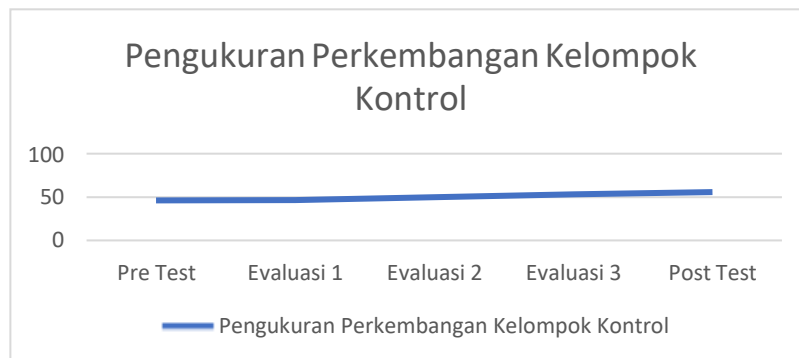 Pengukuran Perkembangan Kelompok
Kontrol
100
50
0
Pre Test Evaluasi 1 Evaluasi 2 Evaluasi 3 Post Test
Pengukuran Perkembangan Kelompok Kontrol